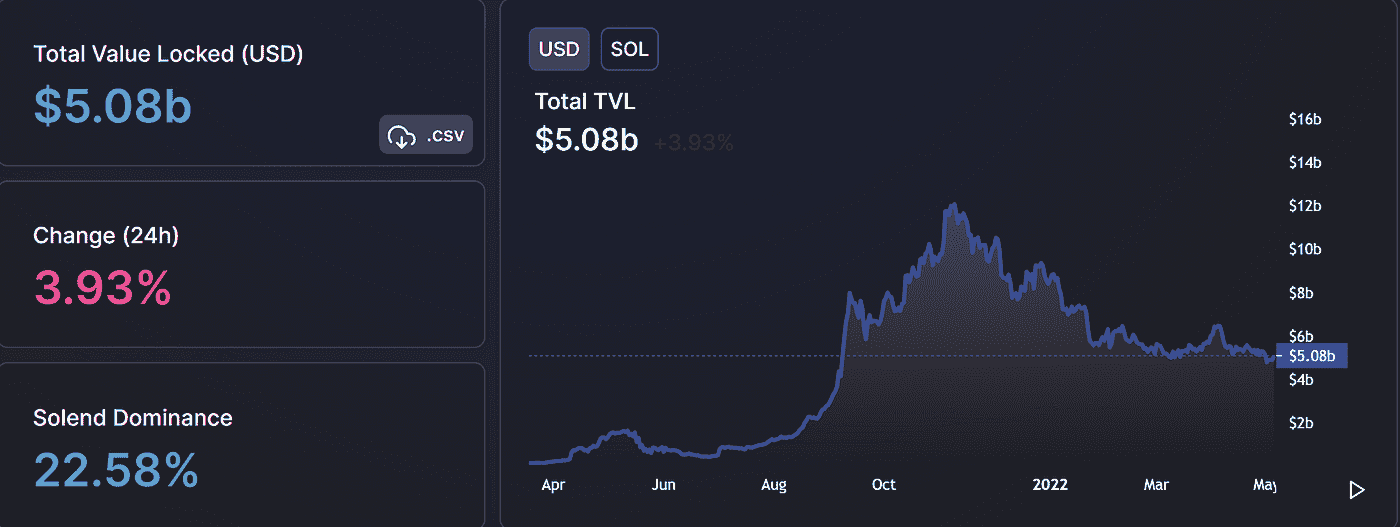 Total Value Locked (USD)
$5.08b
.csv
Change (24h)
3.93%
Solend Dominance
22.58%
USD SOL
Total TVL
$5.08b +3.93%
$16b
$14b
$12b
$10b
$8b
$6b
$5.08b
$4b
$2b
Apr Jun Aug Oct 2022 Mar May